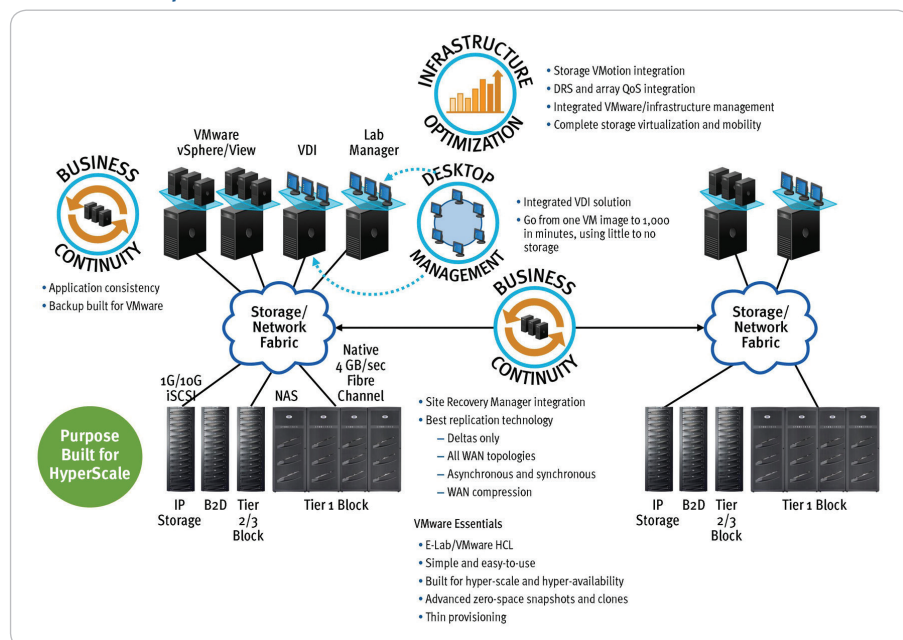 INFRASTRUCTURE
OPTIMIZATION
• Storage VMotion integration
• DRS and array QoS integration
• Integrated VMware/infrastructure management
• Complete storage virtualization and mobility
VMware
vSphere/View
VDI
Lab
Manager
BUSINESS
CONTINUITY
• Application consistency
• Backup built for VMware
DESKTOP
MANAGEMENT
• Integrated VDI solution
• Go from one VM image to 1,000
in minutes, using little to no
storage
Storage/
Network
Fabric
BUSINESS
CONTINUITY
Storage/
Network
Fabric
1G/10G
iSCSI
NAS
Native
4 GB/sec
Fibre
Channel
Purpose
Built for
HyperScale
IP
Storage
B2D
Tier
2/3
Block
Tier 1 Block
• Site Recovery Manager integration
• Best replication technology
– Deltas only
– All WAN topologies
– Asynchronous and synchronous
– WAN compression
IP
Storage
B2D
Tier
2/3
Block
Tier 1 Block
VMware Essentials
• E-Lab/VMware HCL
• Simple and easy-to-use
• Built for hyper-scale and hyper-availability
• Advanced zero-space snapshots and clones
• Thin provisioning